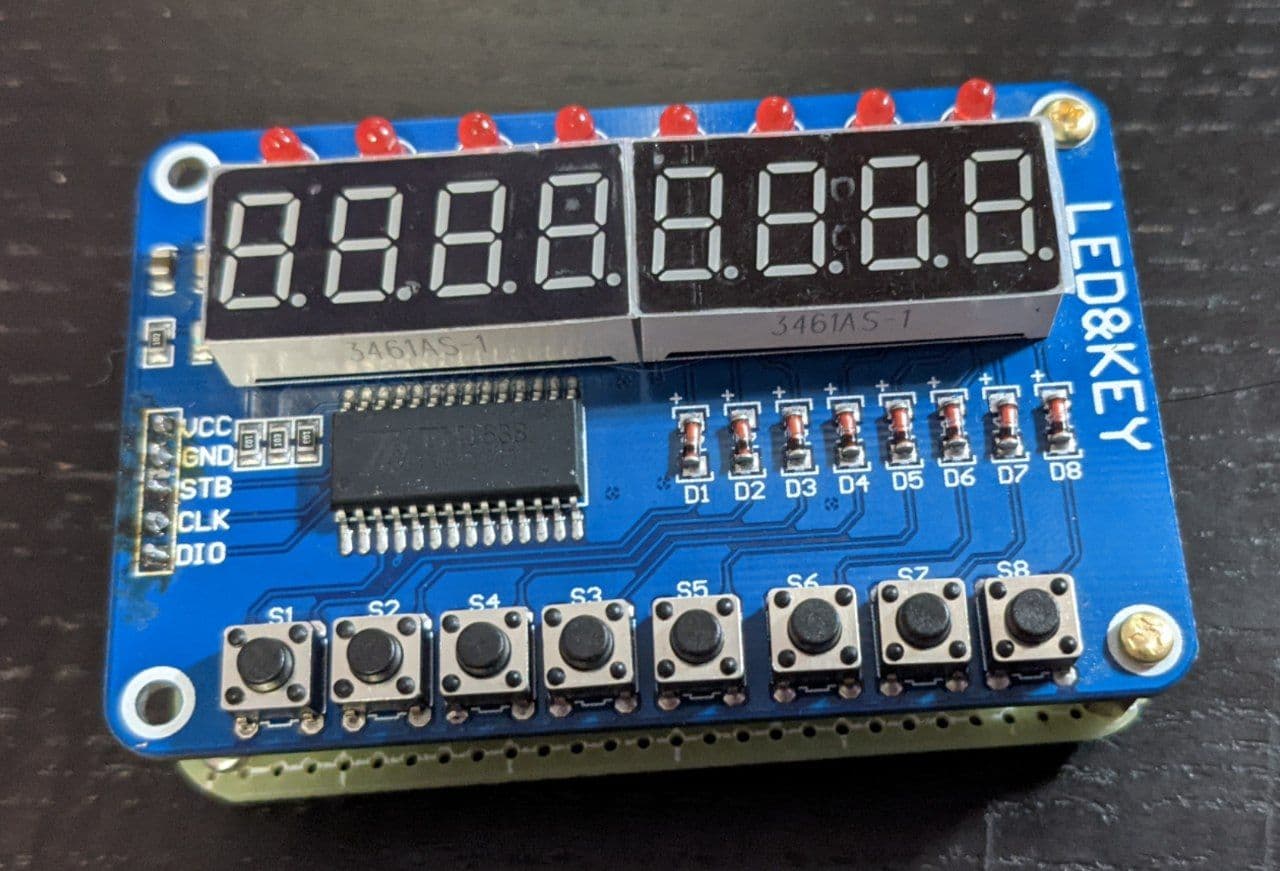 LED&KEY
3461AS-1
3461AS-1
VCC
GND
STB
CLK
DIO
D1 D2 D3 D4 D5 D6 D7 D8
S1 S2 S4 S3 S5 S6 S7 S8